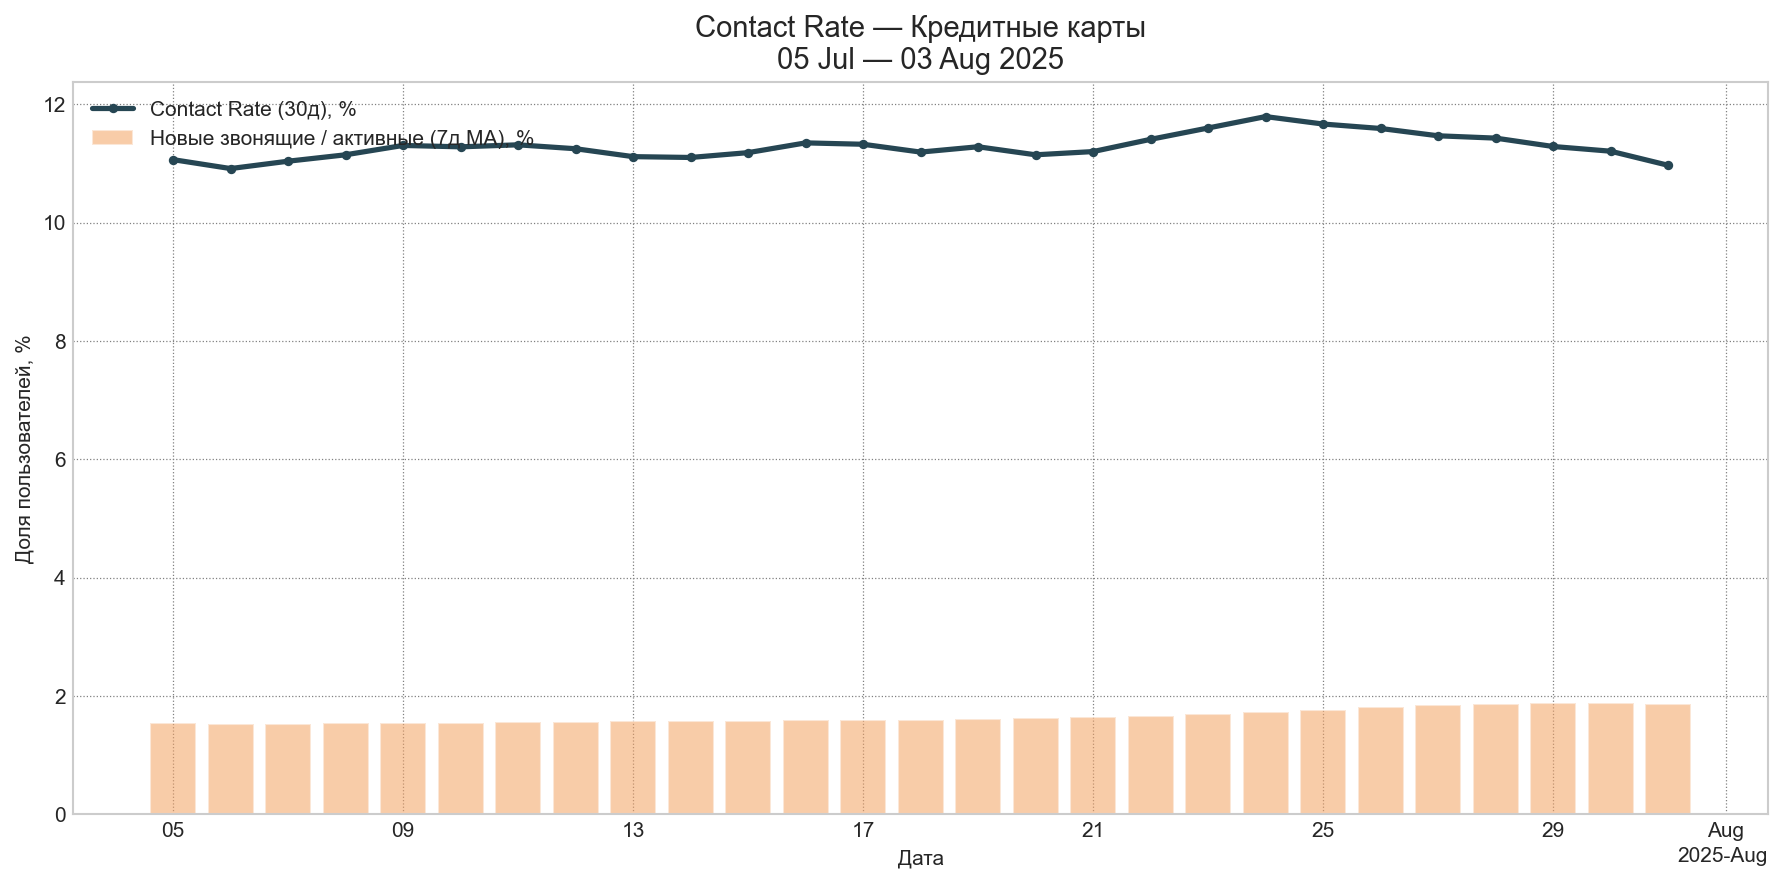 Contact Rate — Кредитные карты
05 Jul — 03 Aug 2025
Contact Rate (30д), %
Новые звонящие / активные (7д MA), %
Доля пользователей, %
12
10
8
6
4
2
0
05 09 13 17 21 25 29 Aug
2025-Aug
Дата